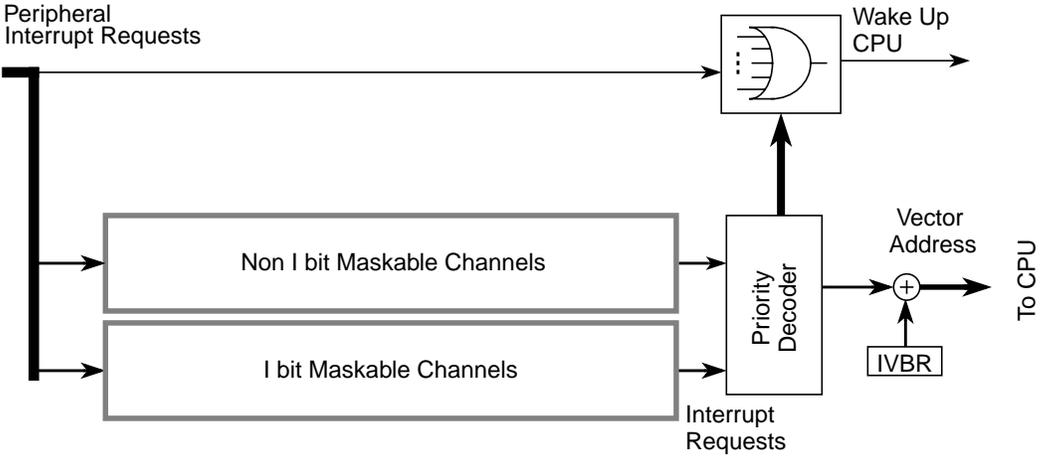 Peripheral
Interrupt Requests
Wake Up
CPU
Non I bit Maskable Channels
I bit Maskable Channels
Priority
Decoder
Interrupt
Requests
Vector
Address
IVBR
To CPU